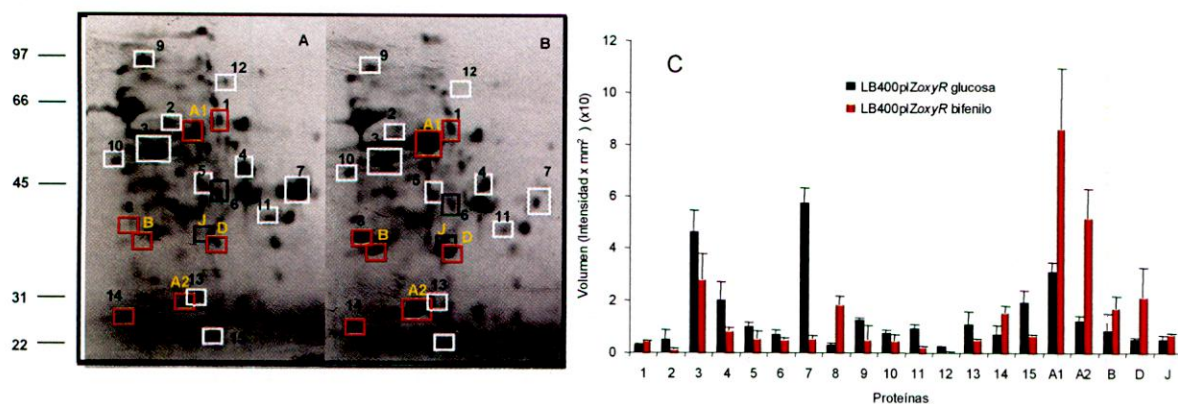 A
B
97
66
45
31
22
9
12
2
A1
1
3
10
4
5
7
6
11
B
J
D
A2
13
14
15
9
12
2
A1
1
3
10
4
5
7
6
11
8
B
J
D
A2
13
14
C
LB400plZoxyR glucosa
LB400plZoxyR bifenilo
Volumen (Intensidad x mm²) (x10)
12
10
8
6
4
2
0
1 2 3 4 5 6 7 8 9 10 11 12 13 14 15 A1 A2 B D J
Proteínas